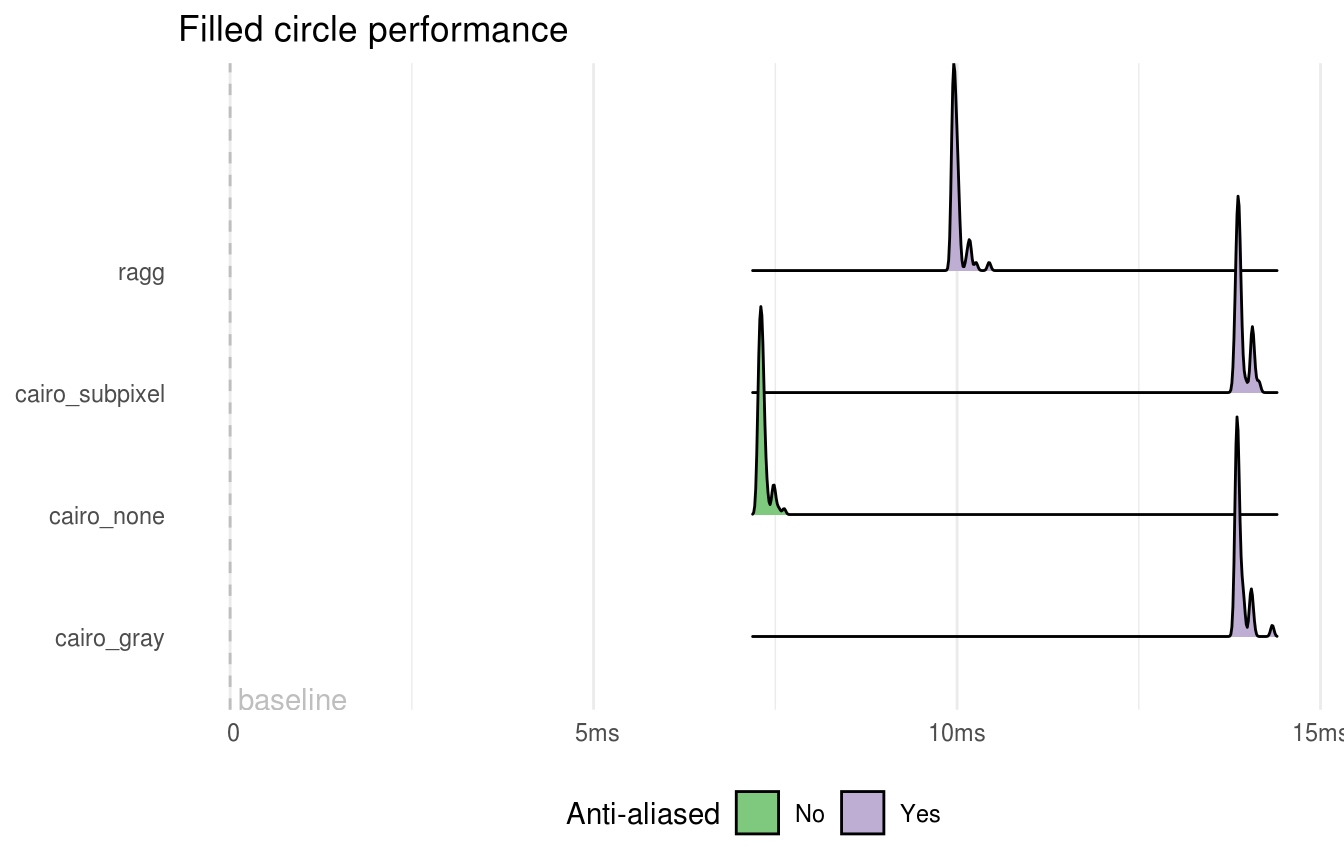 Filled circle performance
ragg
cairo_subpixel
cairo_none
cairo_gray
baseline
0 5ms 10ms 15ms
Anti-aliased No Yes